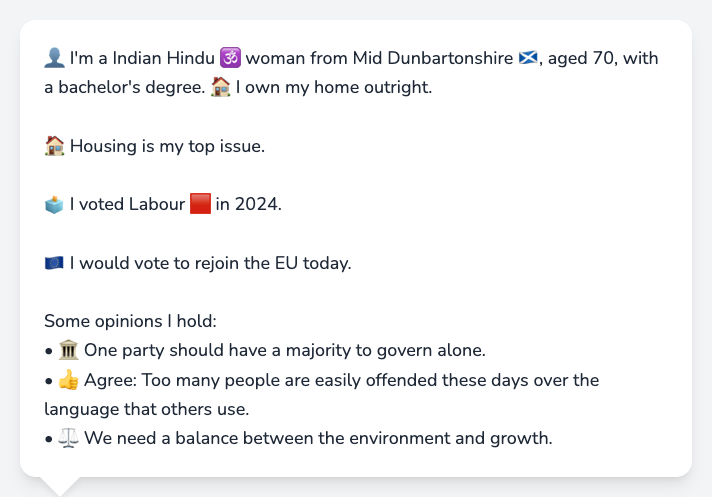 👤 I'm a Indian Hindu 🕉️ woman from Mid Dunbartonshire 🏴󠁧󠁢󠁳󠁣󠁴󠁿, aged 70, with
a bachelor's degree. 🏠 I own my home outright.
🏠 Housing is my top issue.
🗳️ I voted Labour 🟥 in 2024.
🇪🇺 I would vote to rejoin the EU today.
Some opinions I hold:
• 🏛️ One party should have a majority to govern alone.
• 👍 Agree: Too many people are easily offended these days over the
language that others use.
• ⚖️ We need a balance between the environment and growth.